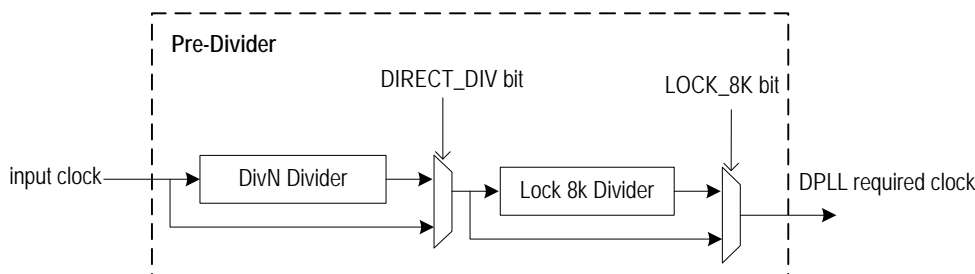 Pre-Divider
DIRECT_DIV bit
LOCK_8K bit
input clock
DivN Divider
Lock 8k Divider
DPLL required clock